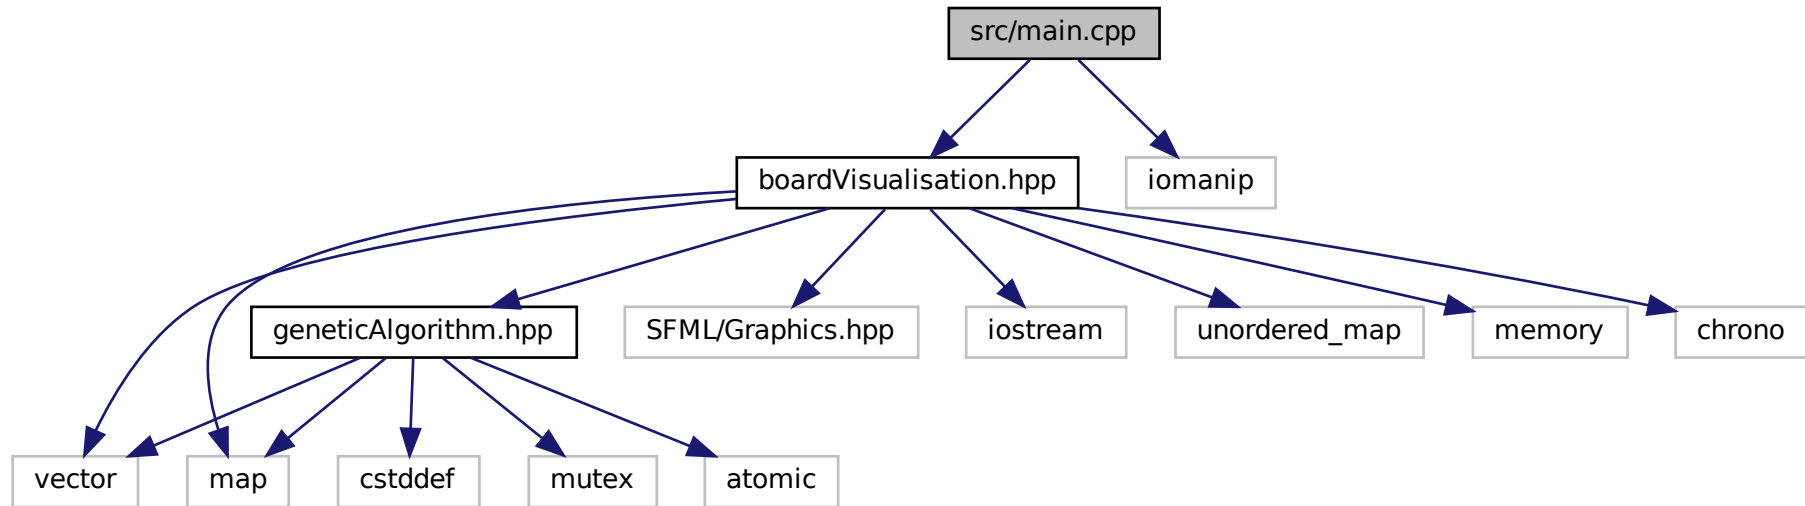 src/main.cpp
boardVisualisation.hpp
iomanip
geneticAlgorithm.hpp
SFML/Graphics.hpp
iostream
unordered_map
memory
chrono
vector
map
cstddef
mutex
atomic